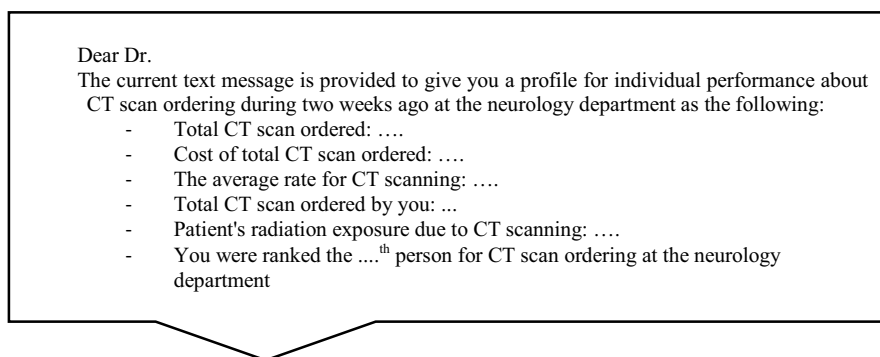 Dear Dr.
The current text message is provided to give you a profile for individual performance about
CT scan ordering during two weeks ago at the neurology department as the following:
- Total CT scan ordered: ….
- Cost of total CT scan ordered: ….
- The average rate for CT scanning: ….
- Total CT scan ordered by you: ...
- Patient's radiation exposure due to CT scanning: ….
- You were ranked the ....th person for CT scan ordering at the neurology
department